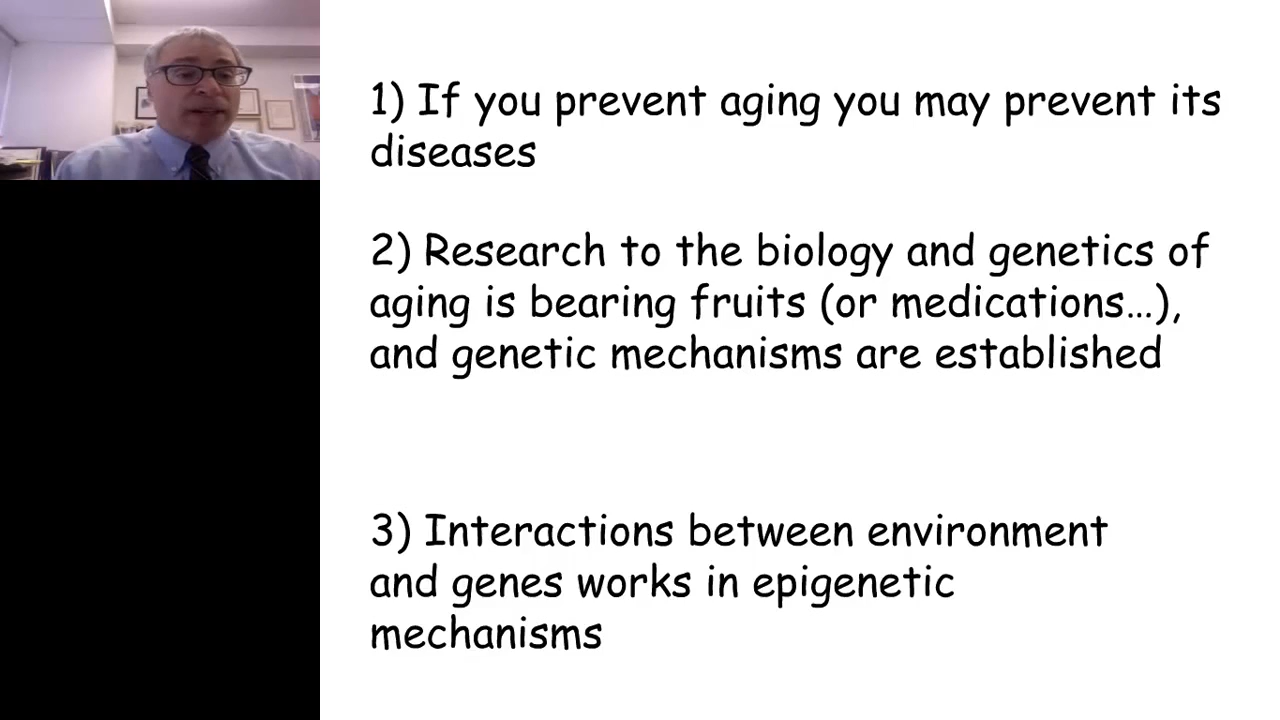 1) If you prevent aging you may prevent its
diseases
2) Research to the biology and genetics of
aging is bearing fruits (or medications...),
and genetic mechanisms are established
3) Interactions between environment
and genes works in epigenetic
mechanisms